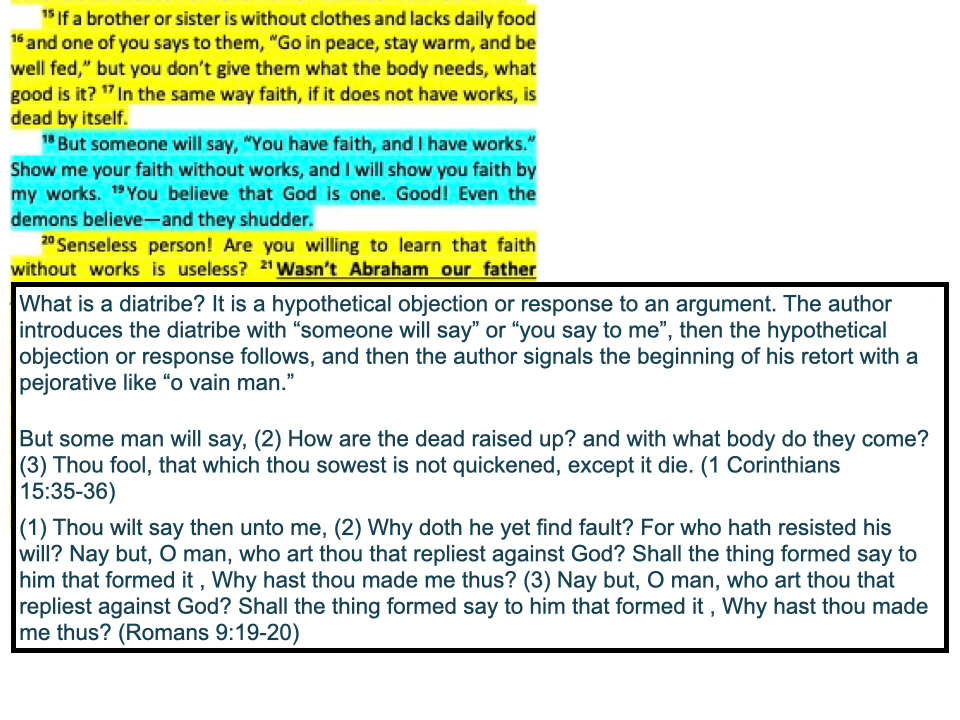 15 If a brother or sister is without clothes and lacks daily food
16 and one of you says to them, “Go in peace, stay warm, and be
well fed,” but you don’t give them what the body needs, what
good is it? 17 In the same way faith, if it does not have works, is
dead by itself.
18 But someone will say, “You have faith, and I have works.”
Show me your faith without works, and I will show you faith by
my works. 19 You believe that God is one. Good! Even the
demons believe—and they shudder.
20 Senseless person! Are you willing to learn that faith
without works is useless? 21 Wasn’t Abraham our father
What is a diatribe? It is a hypothetical objection or response to an argument. The author
introduces the diatribe with “someone will say” or “you say to me”, then the hypothetical
objection or response follows, and then the author signals the beginning of his retort with a
pejorative like “o vain man.”
But some man will say, (2) How are the dead raised up? and with what body do they come?
(3) Thou fool, that which thou sowest is not quickened, except it die. (1 Corinthians
15:35-36)
(1) Thou wilt say then unto me, (2) Why doth he yet find fault? For who hath resisted his
will? Nay but, O man, who art thou that repliest against God? Shall the thing formed say to
him that formed it , Why hast thou made me thus? (3) Nay but, O man, who art thou that
repliest against God? Shall the thing formed say to him that formed it , Why hast thou made
me thus? (Romans 9:19-20)